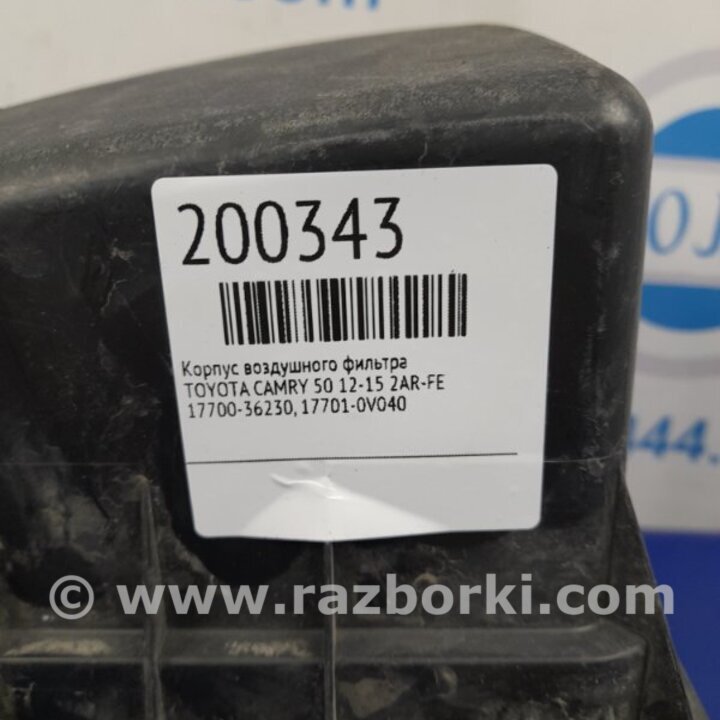 200343
Корпус воздушного фильтра
TOYOTA CAMRY 50 12-15 2AR-FE
17700-36230, 17701-0V040
© www.razborki.com